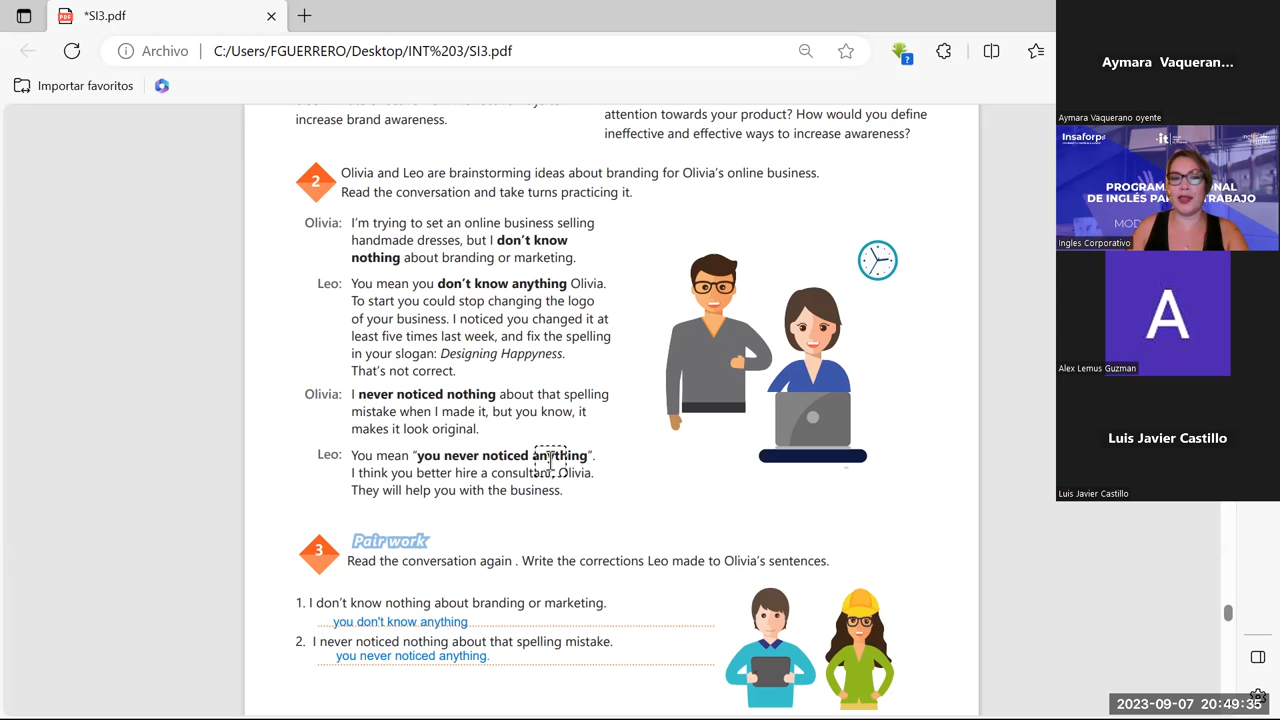 *SI3.pdf
Archivo
C:/Users/FGUERRERO/Desktop/INT%203/SI3.pdf
Importar favoritos
increase brand awareness.
attention towards your product? How would you define
ineffective and effective ways to increase awareness?
2
Olivia and Leo are brainstorming ideas about branding for Olivia's online business.
Read the conversation and take turns practicing it.
Olivia: I'm trying to set an online business selling
handmade dresses, but I don't know
nothing about branding or marketing.
Leo: You mean you don't know anything Olivia.
To start you could stop changing the logo
of your business. I noticed you changed it at
least five times last week, and fix the spelling
in your slogan: Designing Happyness.
That's not correct.
Olivia: I never noticed nothing about that spelling
mistake when I made it, but you know, it
makes it look original.
Leo: You mean "you never noticed anything".
I think you better hire a consultant Olivia.
They will help you with the business.
3
Pair work
Read the conversation again . Write the corrections Leo made to Olivia's sentences.
1. I don't know nothing about branding or marketing.
you don't know anything
2. I never noticed nothing about that spelling mistake.
you never noticed anything.
Aymara Vaqueran...
Aymara Vaquerano oyente
Insaforp
it
PROGRAMA
DE INGLÉS
Ingles Corporativo
A
Alex Lemus Guzman
Luis Javier Castillo
Luis Javier Castillo
2023-09-07 20:49:35